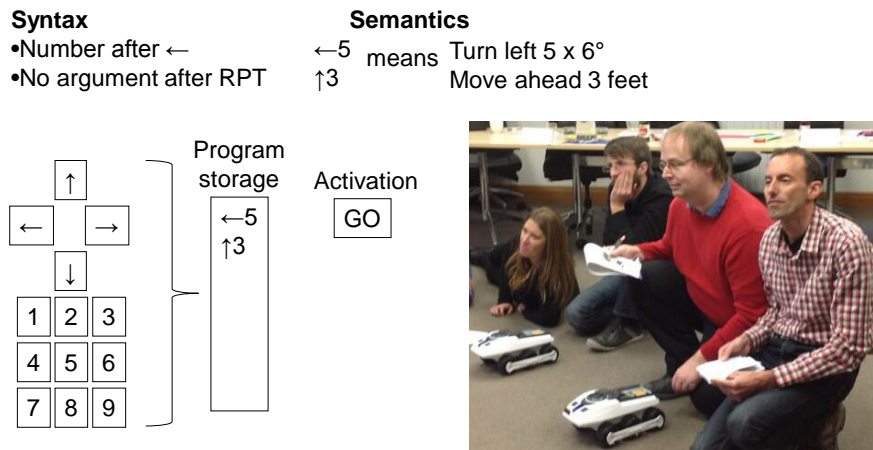 Syntax
•Number after ←
•No argument after RPT
Semantics
←5 means Turn left 5 x 6°
↑3 Move ahead 3 feet
Program
storage
←5
↑3
Activation
GO
↑
← →
↓
1 2 3
4 5 6
7 8 9